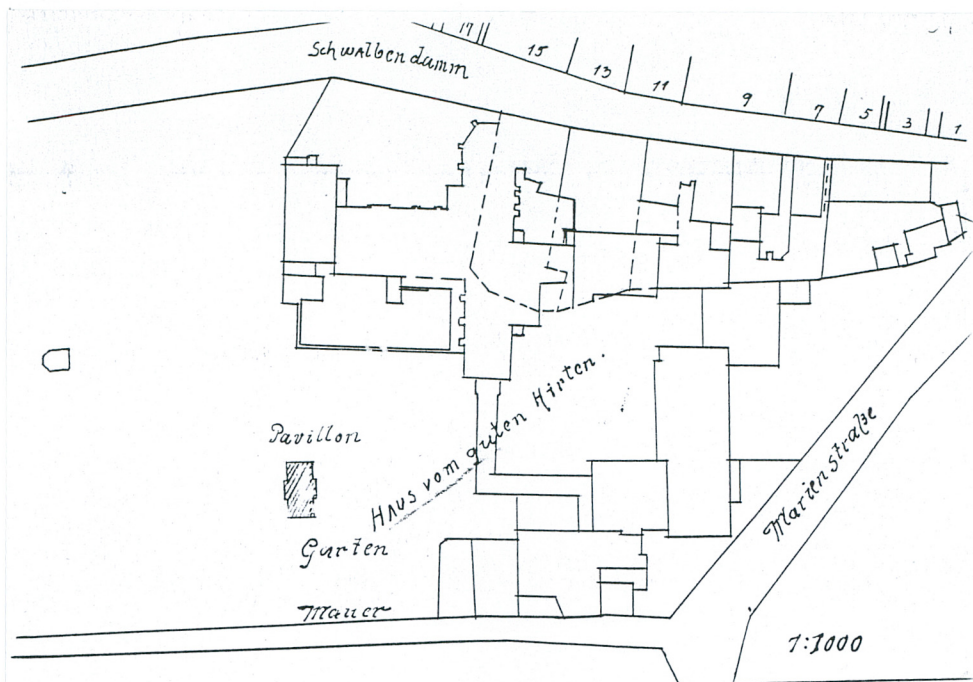 17
Schwalbendamm
15
13
11
9
7
5
3
1
Pavillon
Haus vom guten Hirten.
Garten
Marienstraße
Mauer
1:1000